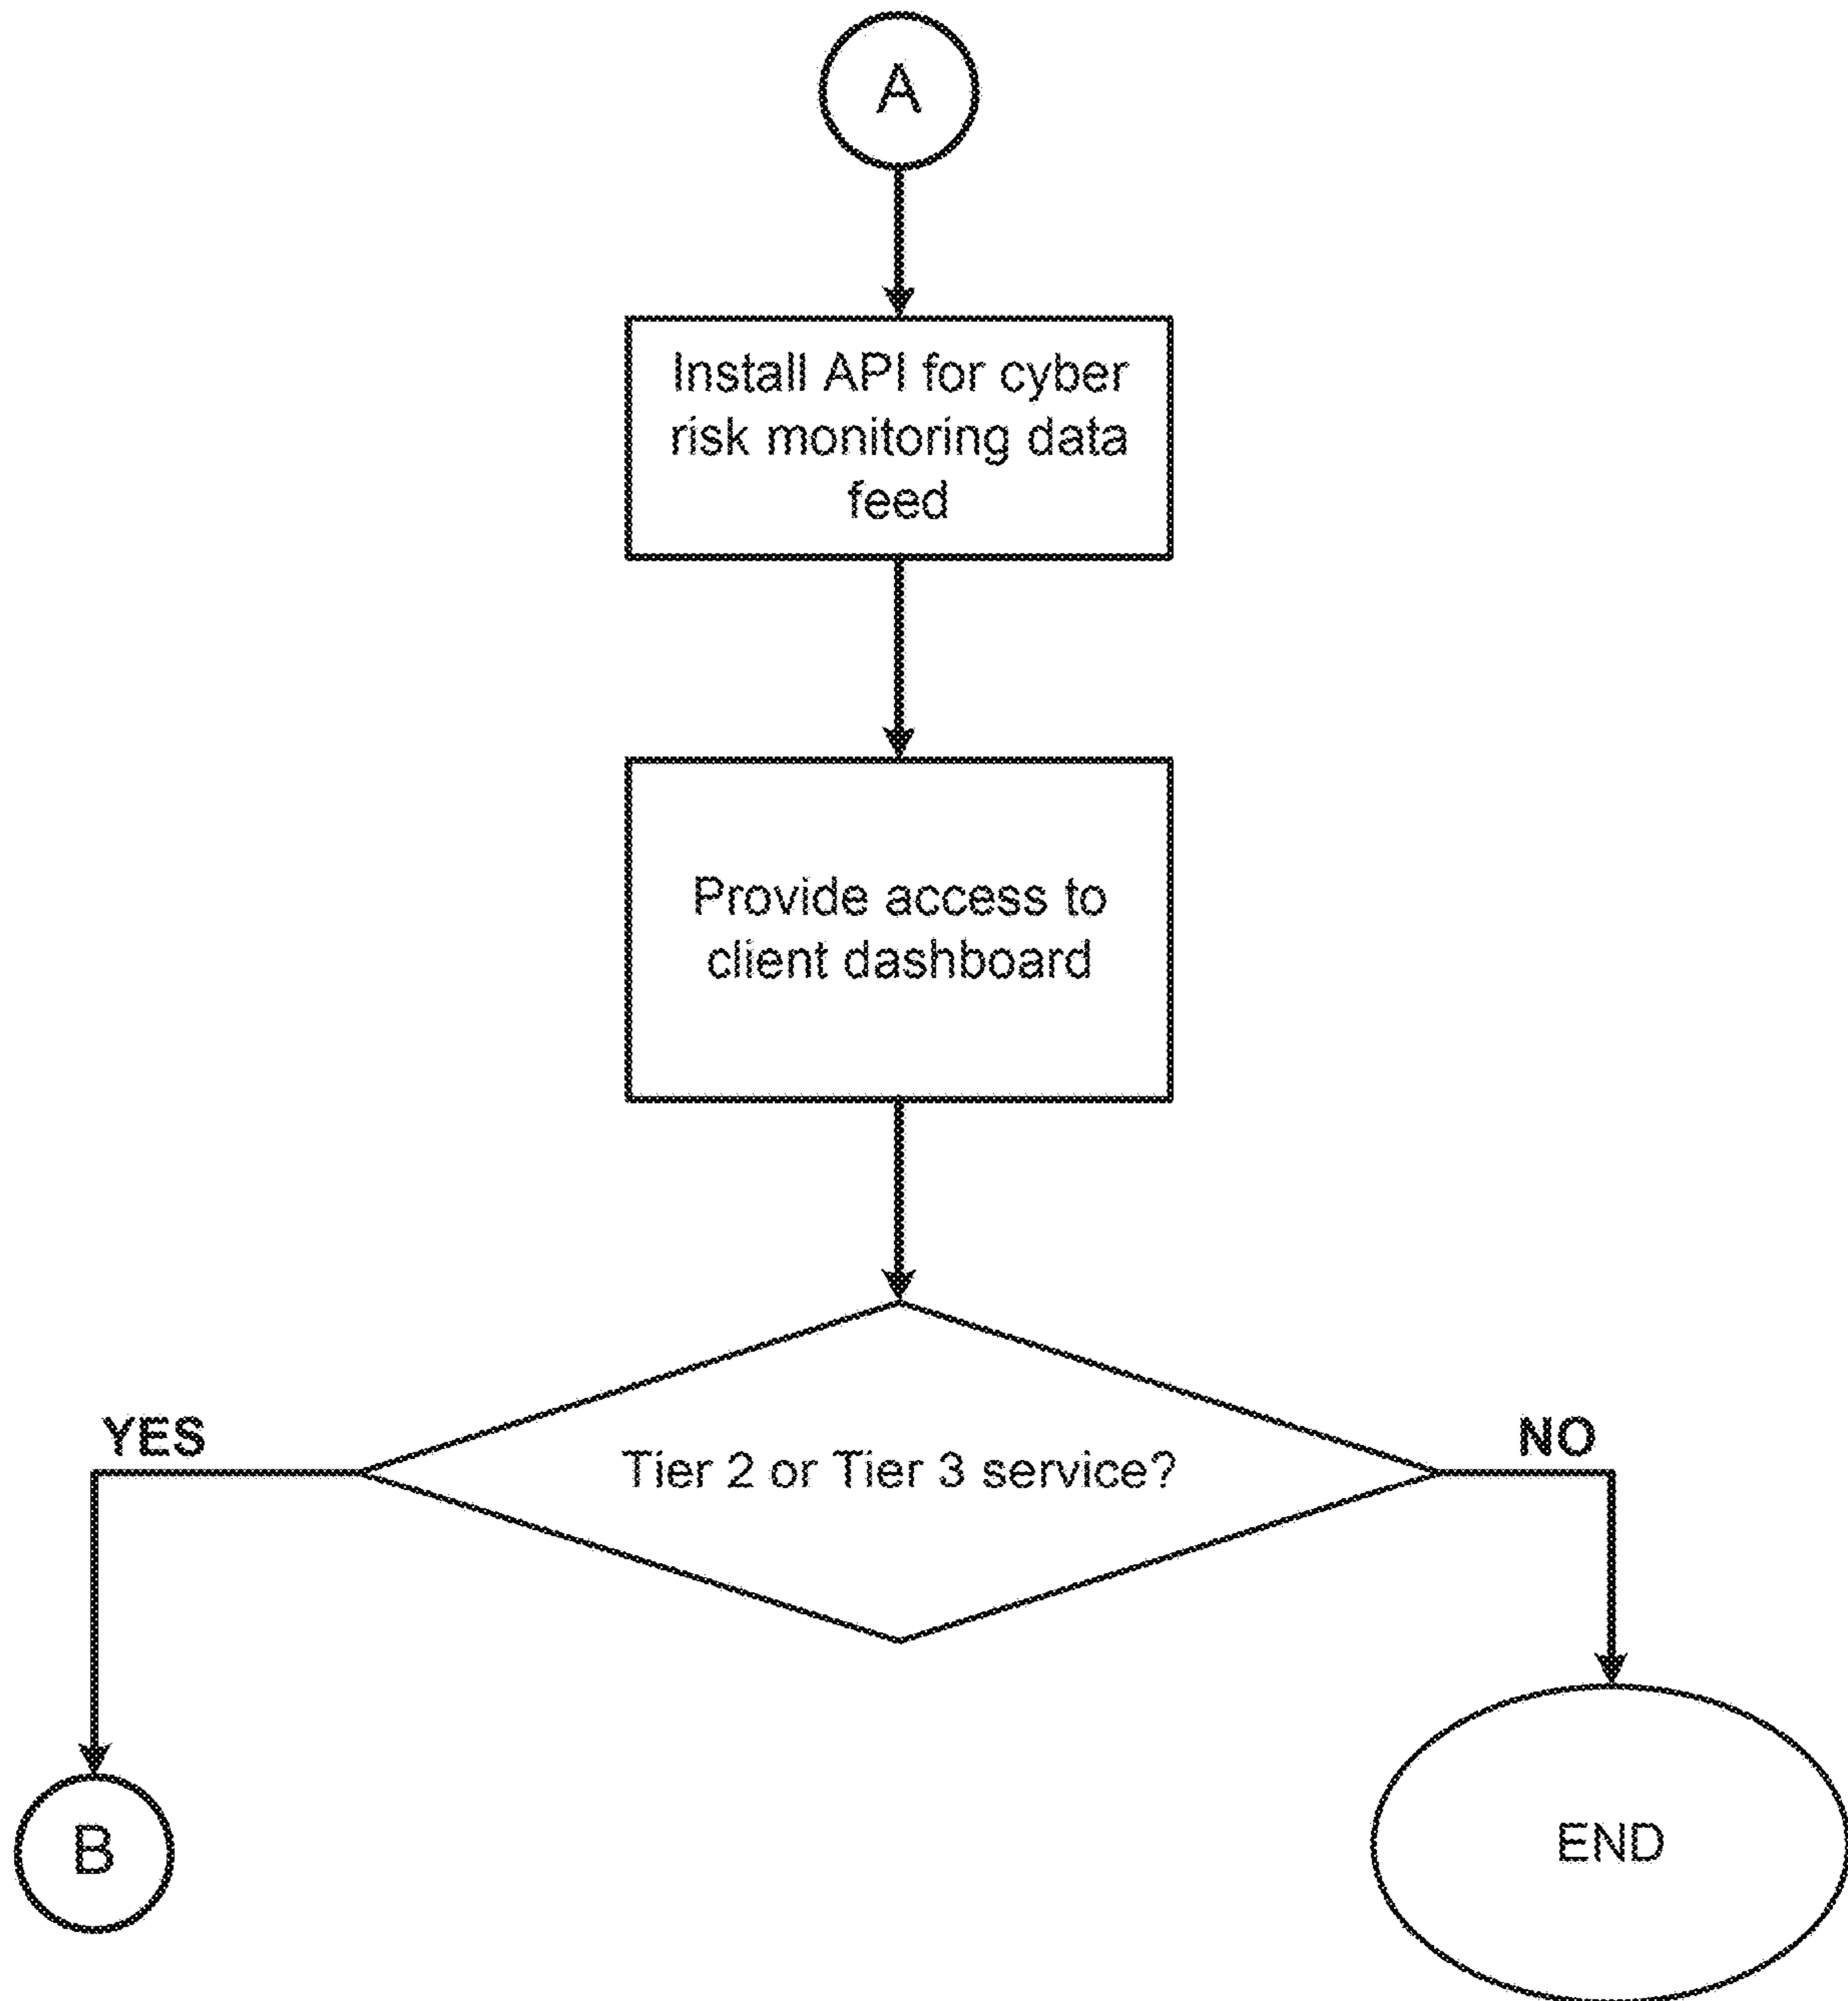 A
Install API for cyber
risk monitoring data
feed
Provide access to
client dashboard
YES
NO
Tier 2 or Tier 3 service?
B
END